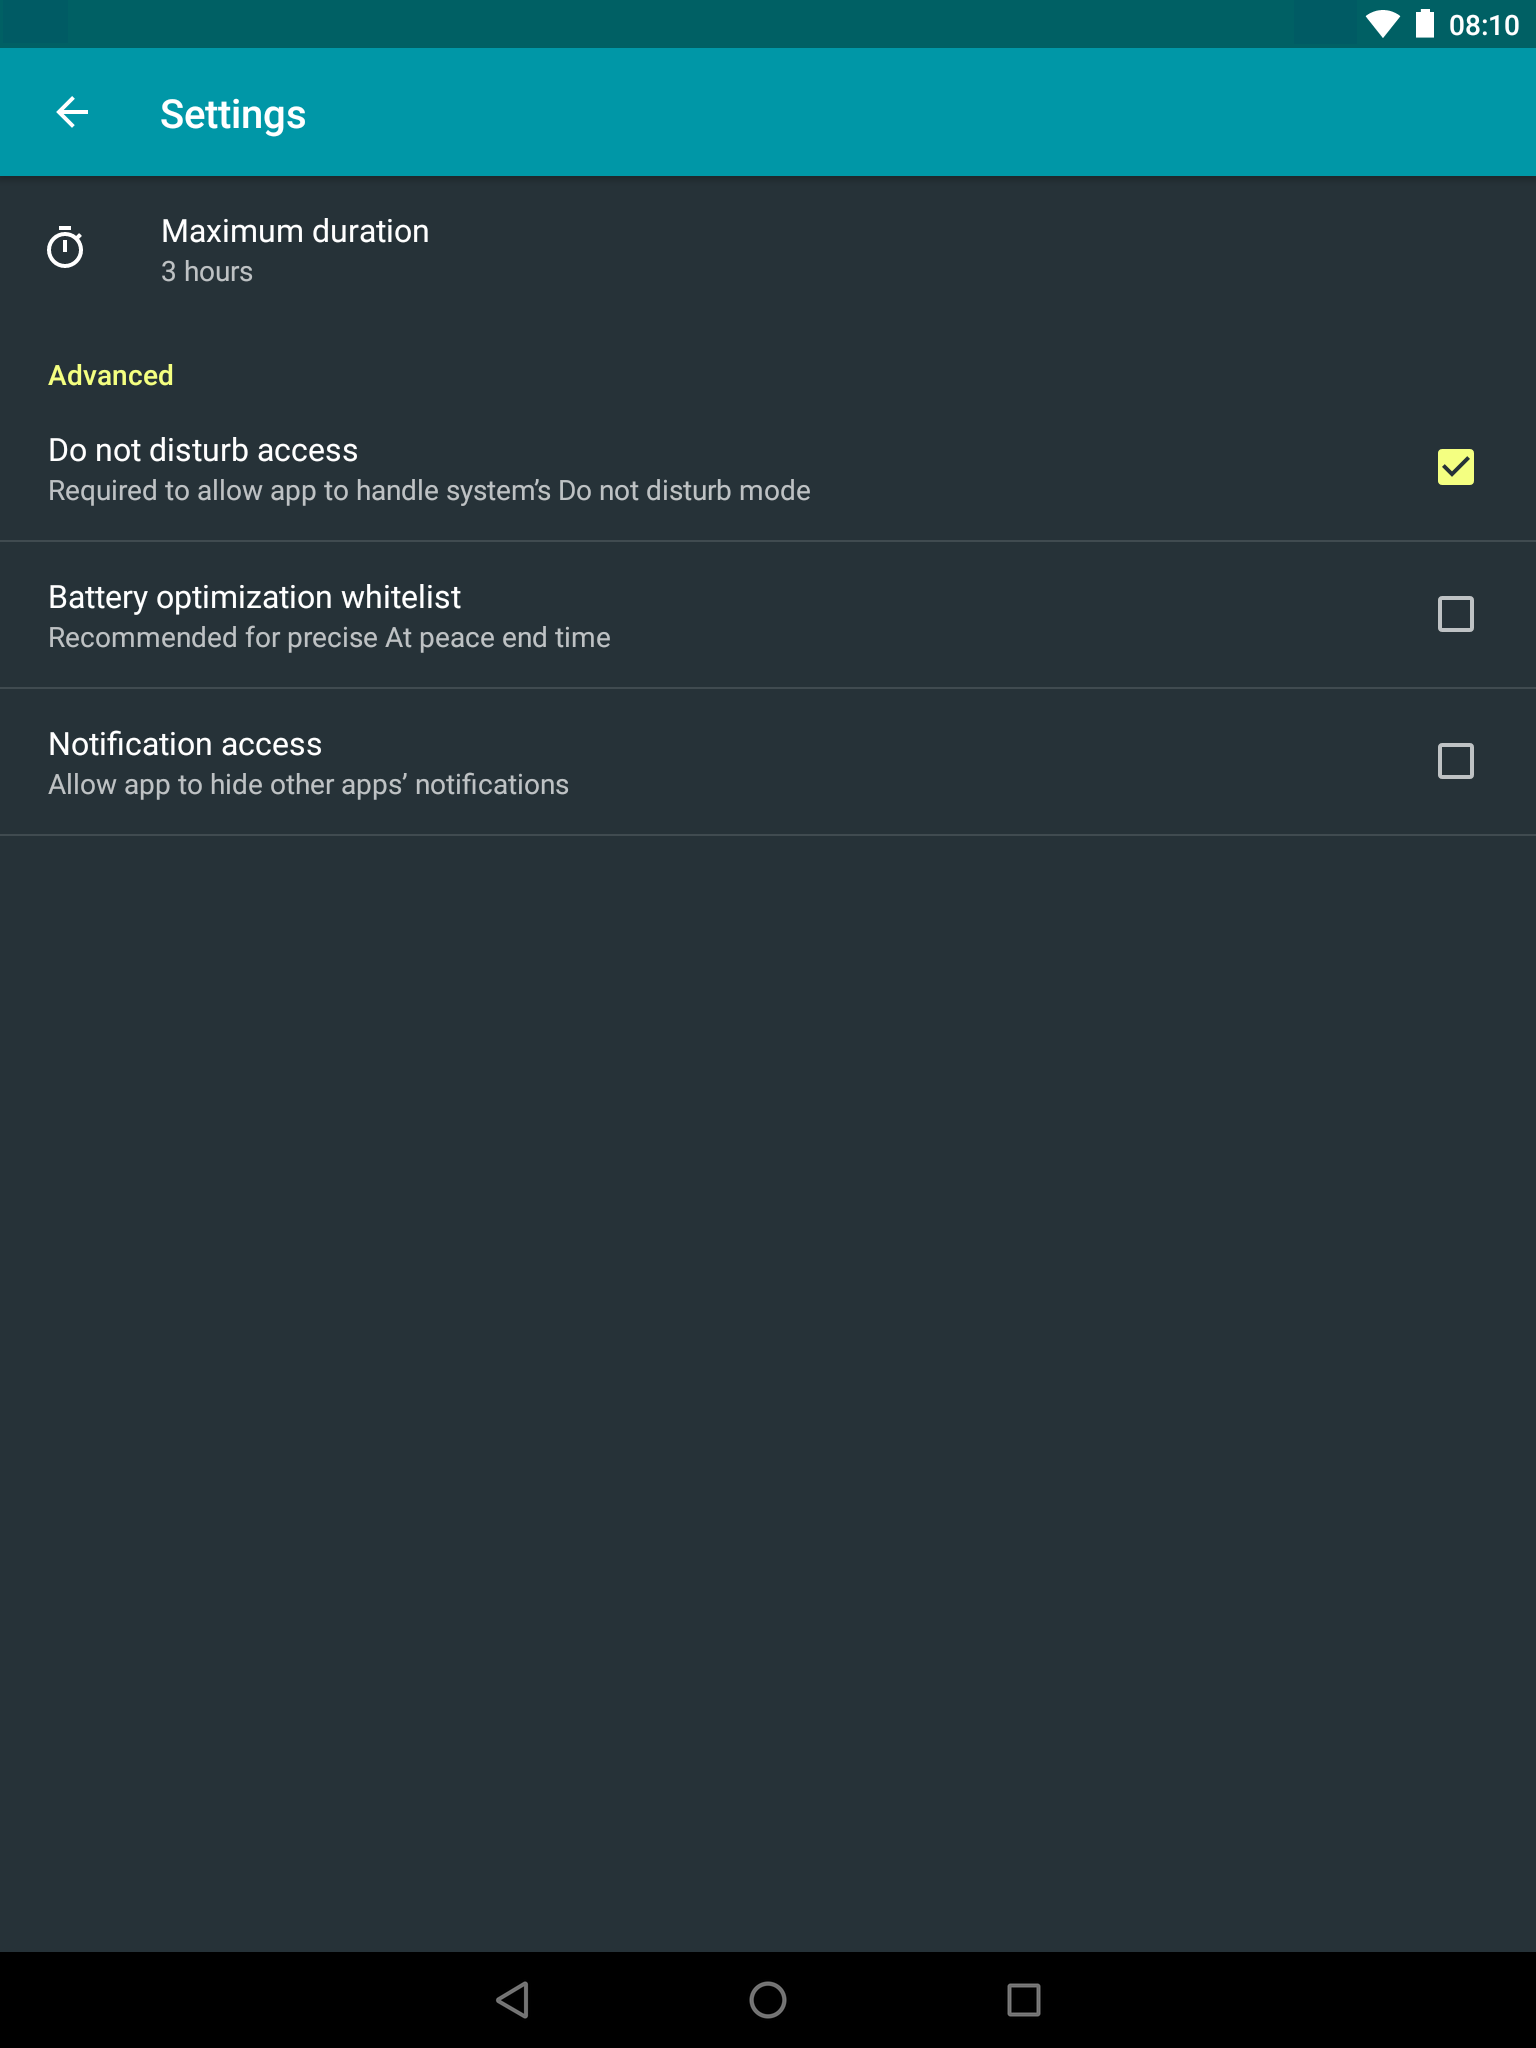 08:10
Settings
Maximum duration
3 hours
Advanced
Do not disturb access
Required to allow app to handle system’s Do not disturb mode
Battery optimization whitelist
Recommended for precise At peace end time
Notification access
Allow app to hide other apps’ notifications